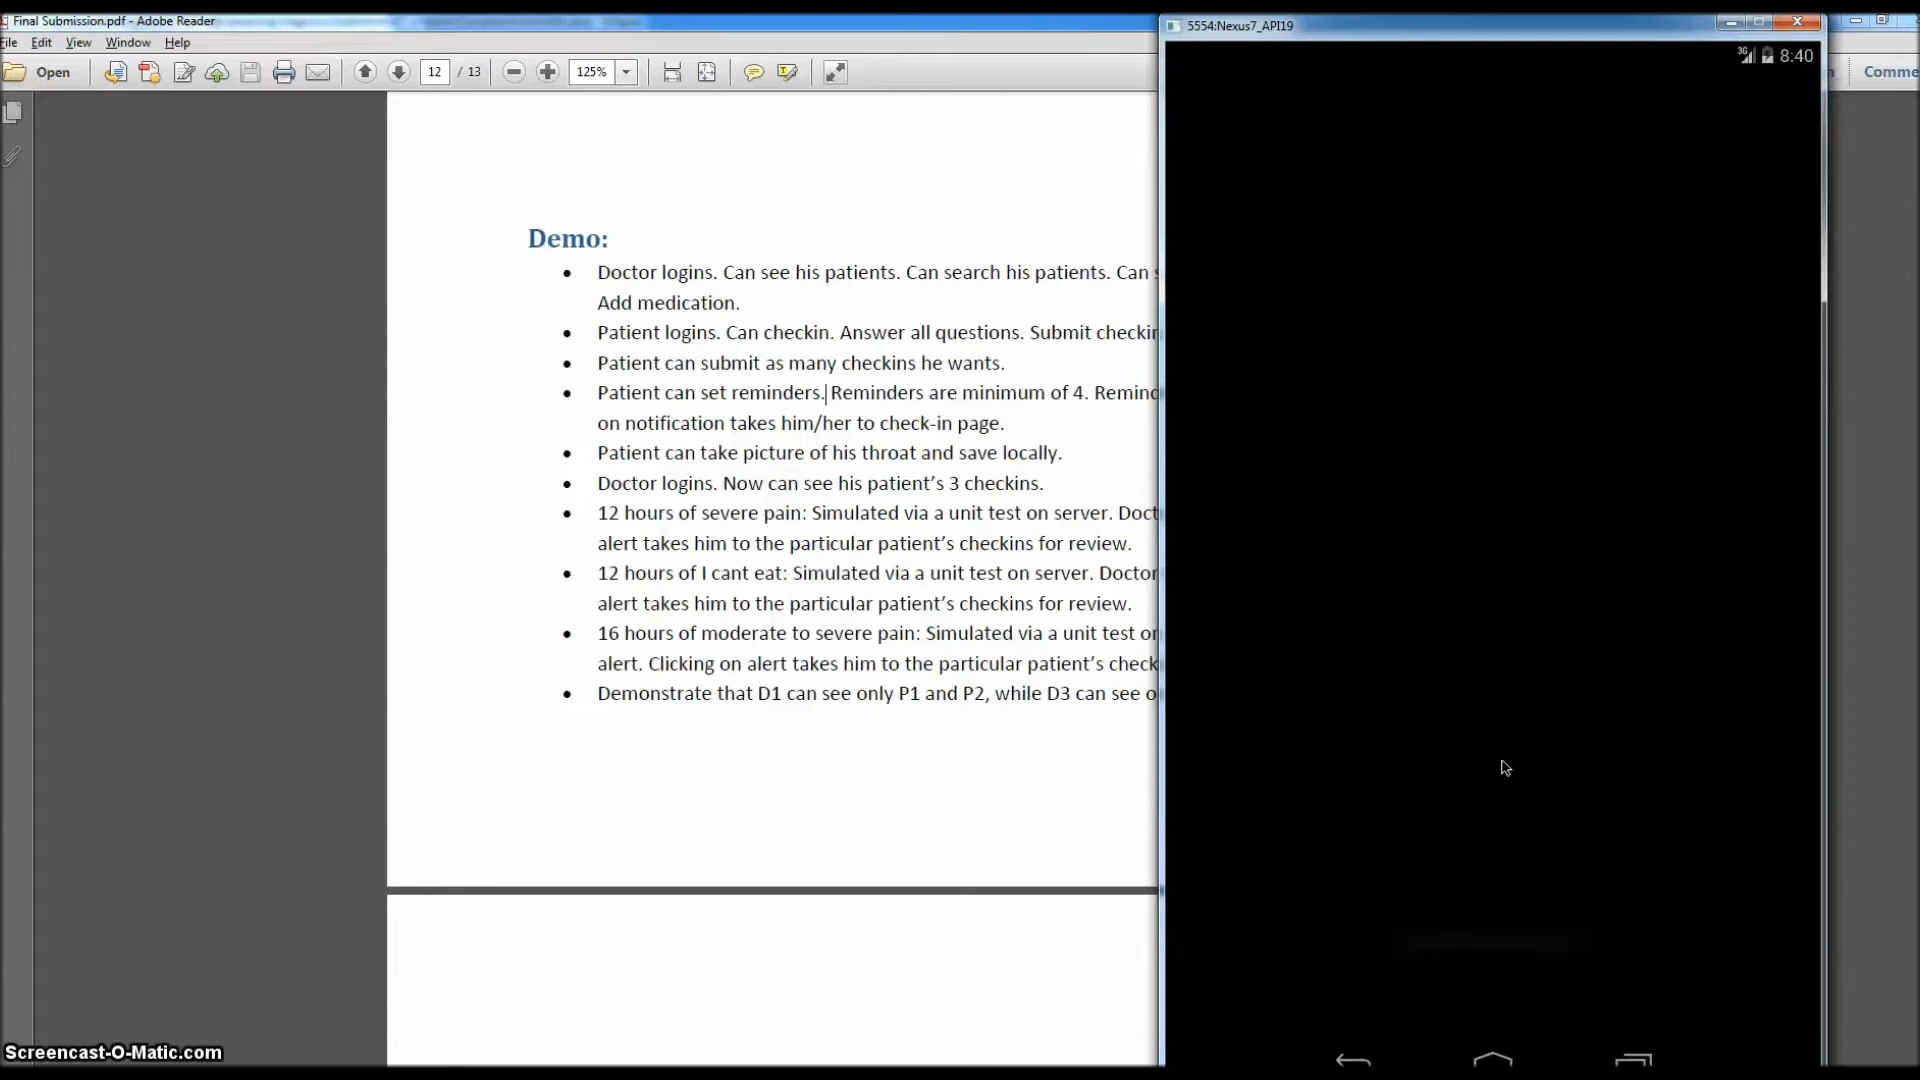 Final Submission.pdf - Adobe Reader
5554:Nexus7_API19
File Edit View Window Help
3G 8:40
Open 12 / 13 125% Comme
Demo:
• Doctor logins. Can see his patients. Can search his patients. Can s
Add medication.
• Patient logins. Can checkin. Answer all questions. Submit checkin
• Patient can submit as many checkins he wants.
• Patient can set reminders. Reminders are minimum of 4. Remind
on notification takes him/her to check-in page.
• Patient can take picture of his throat and save locally.
• Doctor logins. Now can see his patient's 3 checkins.
• 12 hours of severe pain: Simulated via a unit test on server. Doct
alert takes him to the particular patient's checkins for review.
• 12 hours of I cant eat: Simulated via a unit test on server. Doctor
alert takes him to the particular patient's checkins for review.
• 16 hours of moderate to severe pain: Simulated via a unit test on
alert. Clicking on alert takes him to the particular patient's check
• Demonstrate that D1 can see only P1 and P2, while D3 can see o
Screencast-O-Matic.com